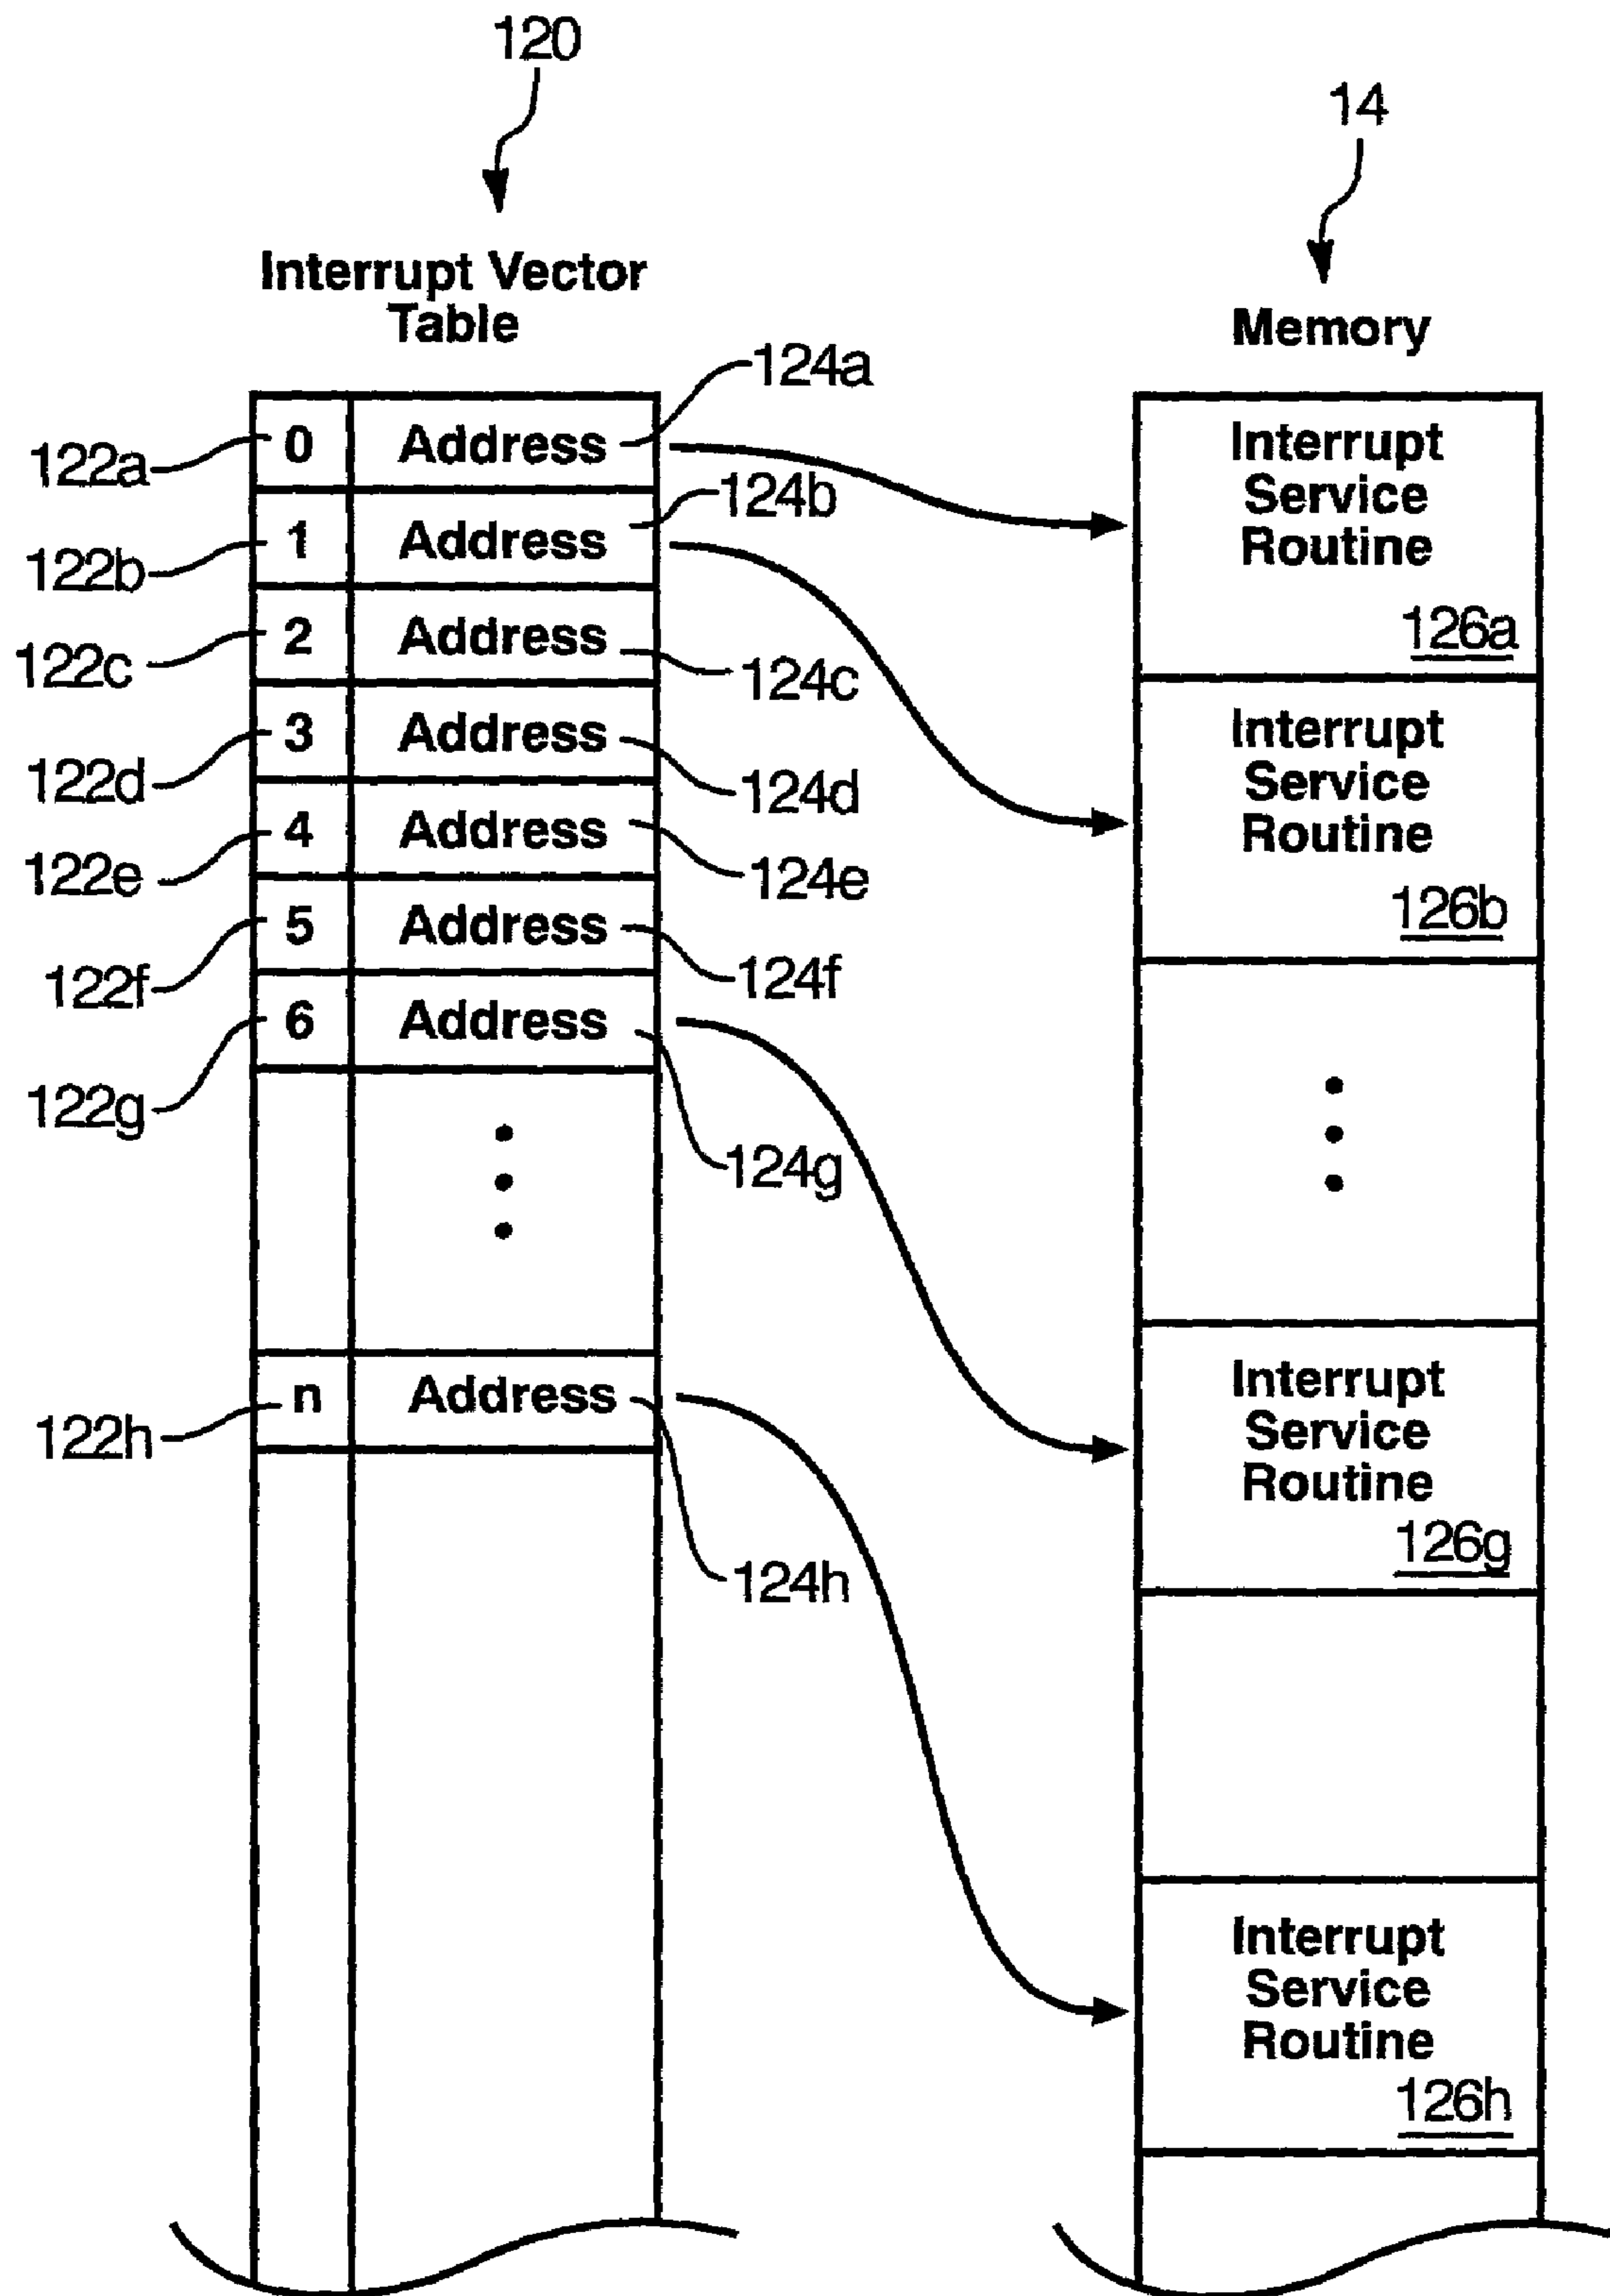 120
14
Interrupt Vector
Table
Memory
124a
122a
0 Address
Interrupt
Service
Routine
126a
124b
122b
1 Address
122c
2 Address
124c
122d
3 Address
124d
Interrupt
Service
Routine
126b
122e
4 Address
124e
122f
5 Address
124f
122g
6 Address
124g
Interrupt
Service
Routine
126g
122h
n Address
124h
Interrupt
Service
Routine
126h